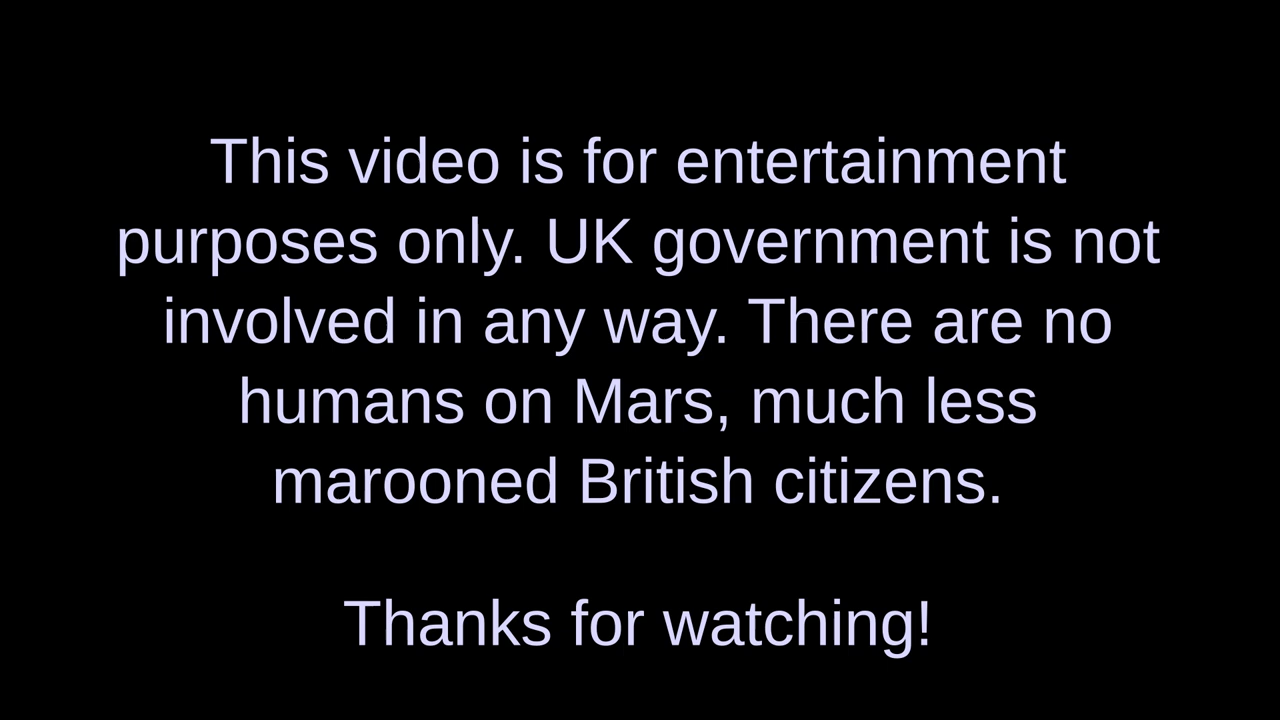 This video is for entertainment
purposes only. UK government is not
involved in any way. There are no
humans on Mars, much less
marooned British citizens.
Thanks for watching!